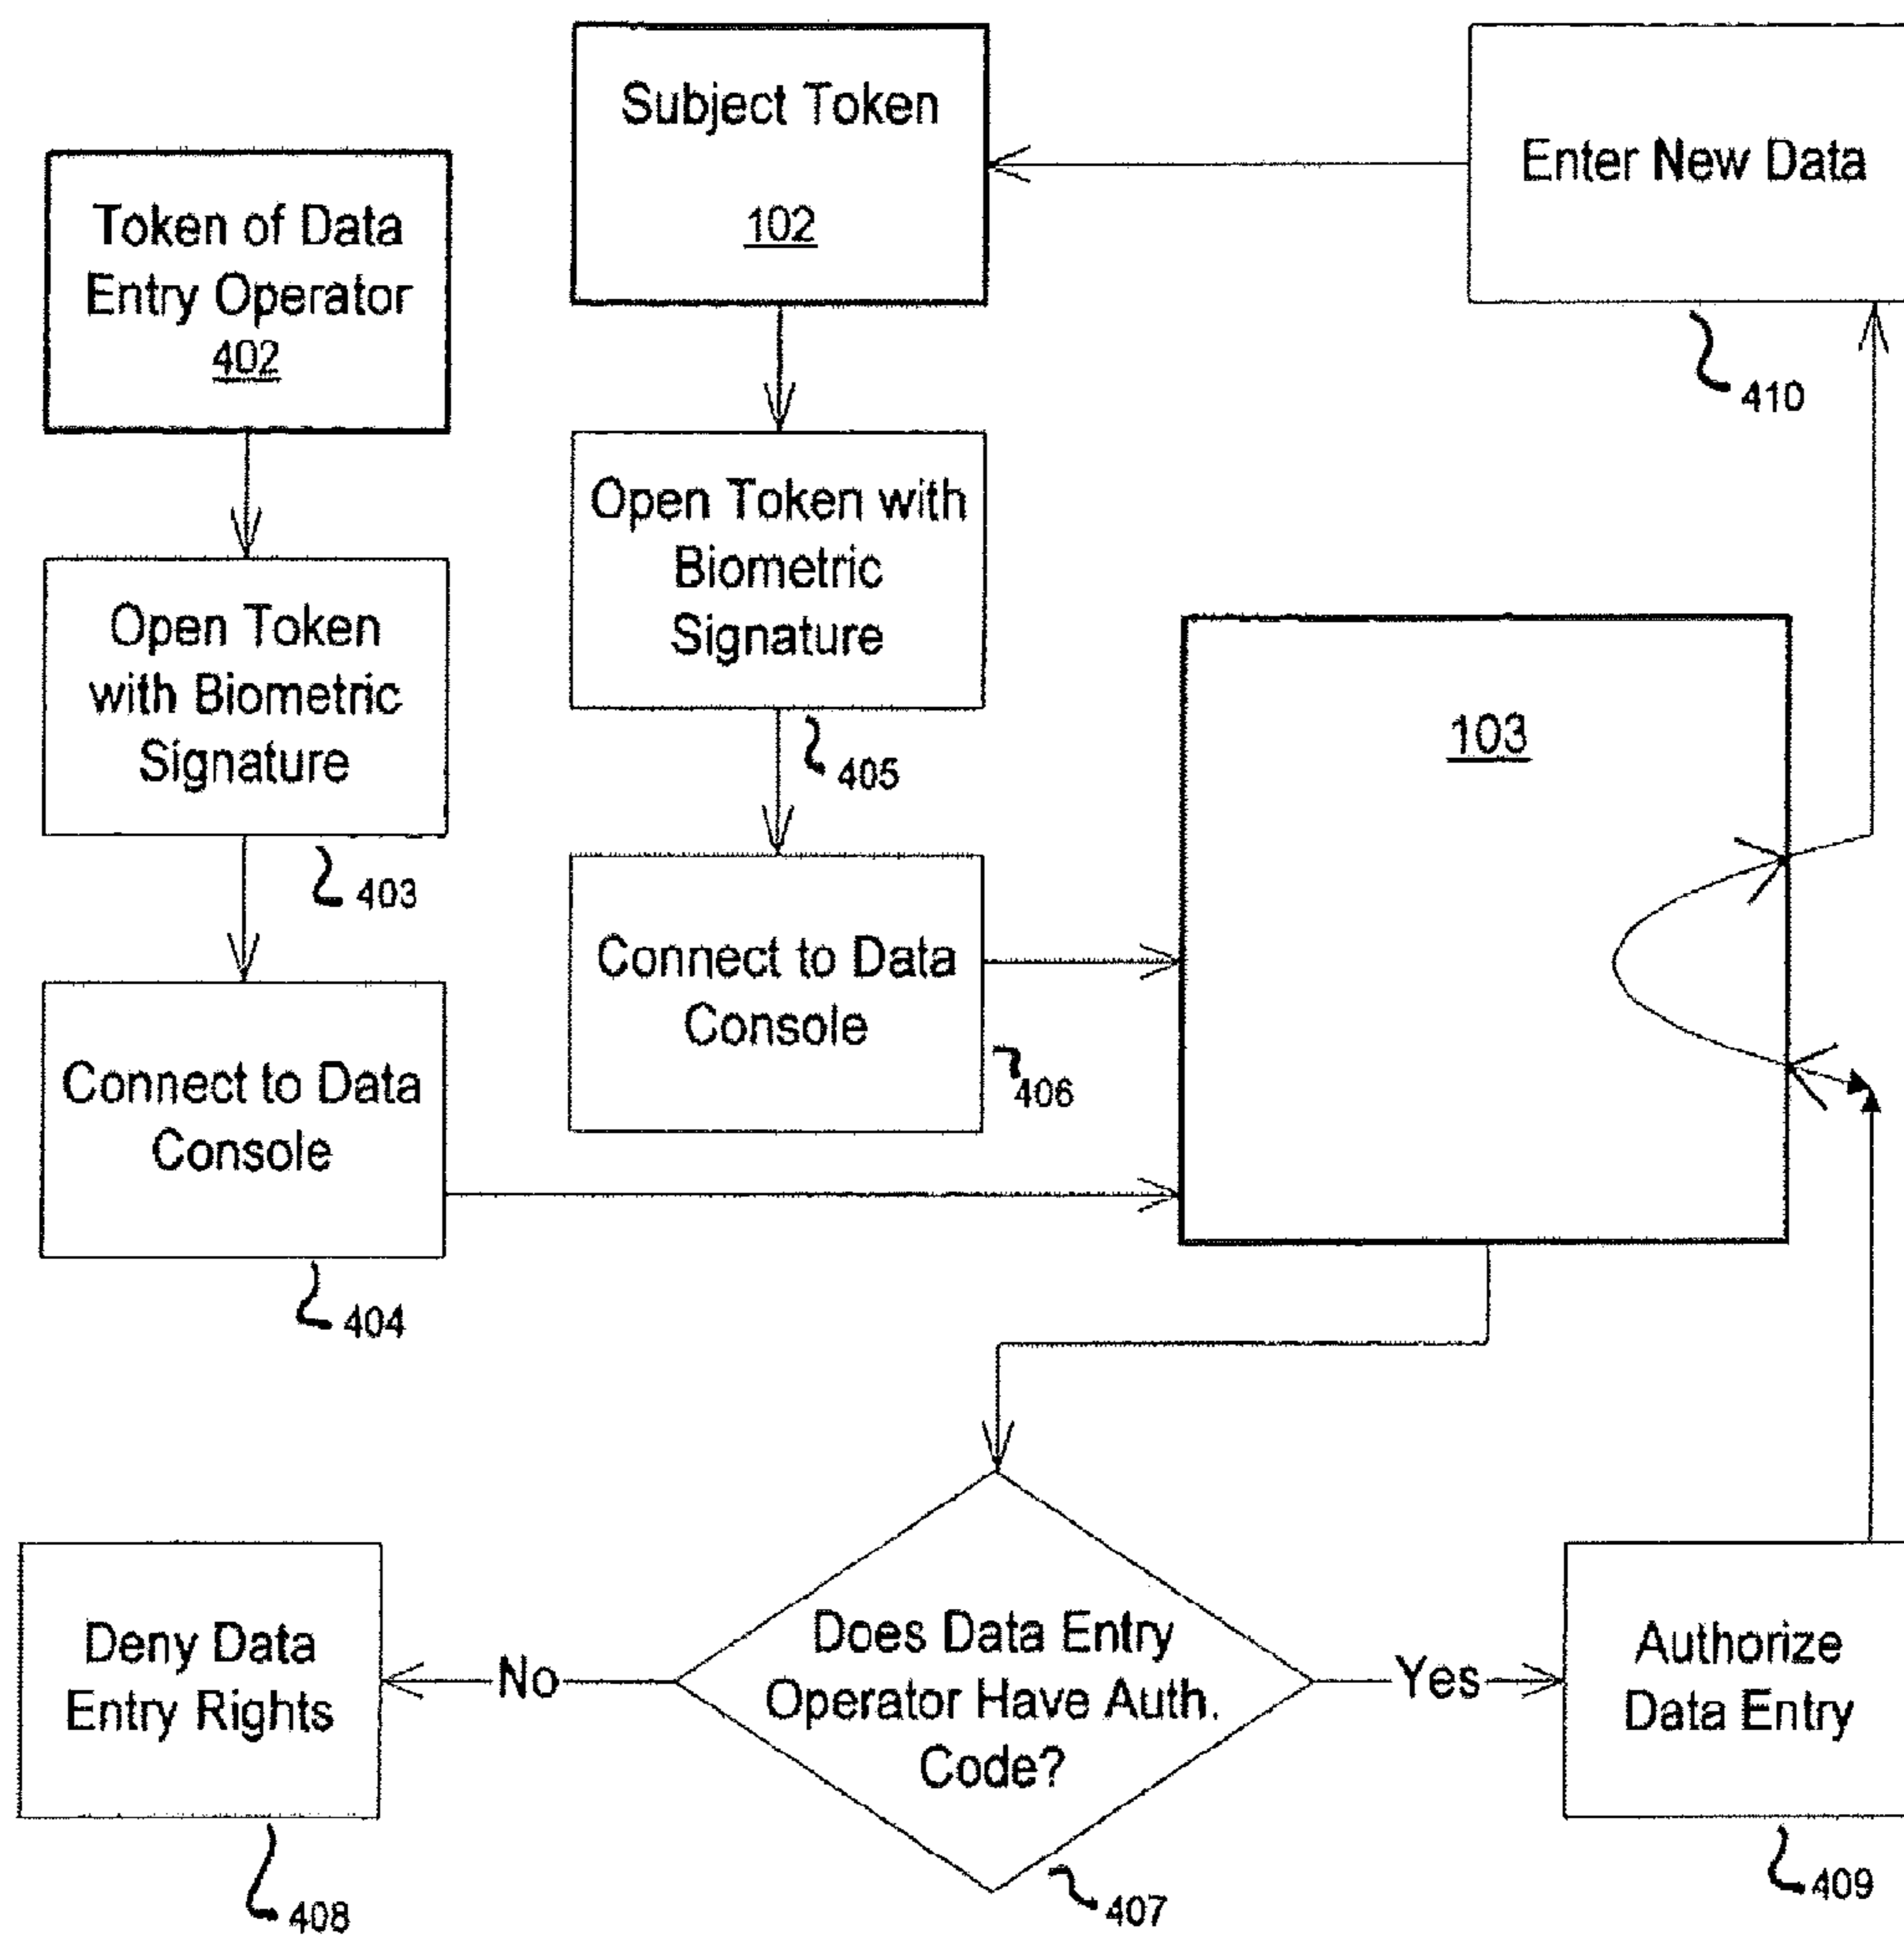 Subject Token
102
Enter New Data
410
Token of Data
Entry Operator
402
Open Token with
Biometric
Signature
405
Open Token
with Biometric
Signature
403
103
Connect to Data
Console
406
Connect to Data
Console
404
Does Data Entry
Operator Have Auth.
Code?
407
No
Yes
Deny Data
Entry Rights
408
Authorize
Data Entry
409